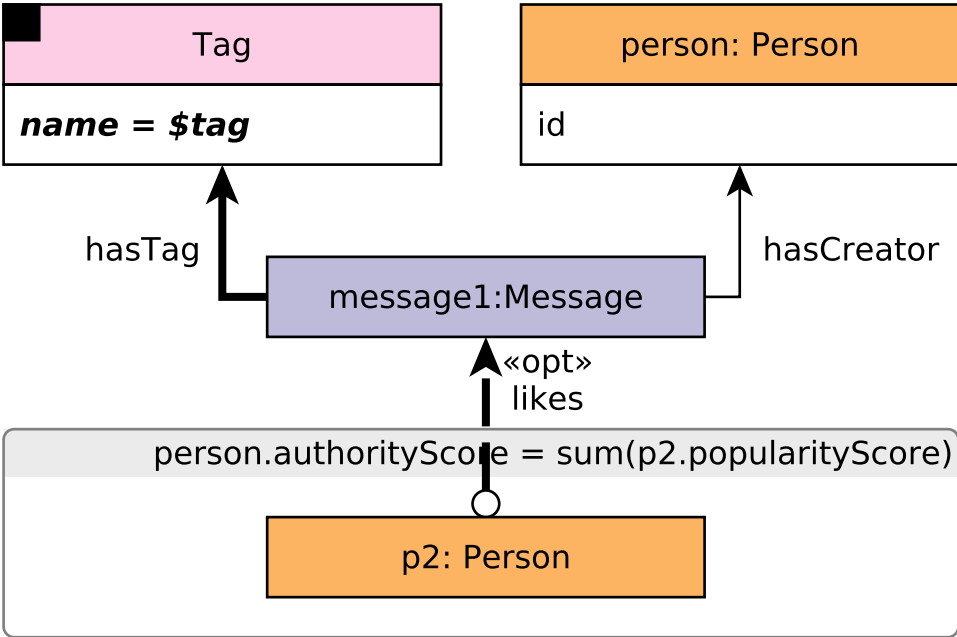 Tag
person: Person
name = $tag
id
hasTag
hasCreator
message1:Message
«opt»
likes
person.authorityScore = sum(p2.popularityScore)
p2: Person